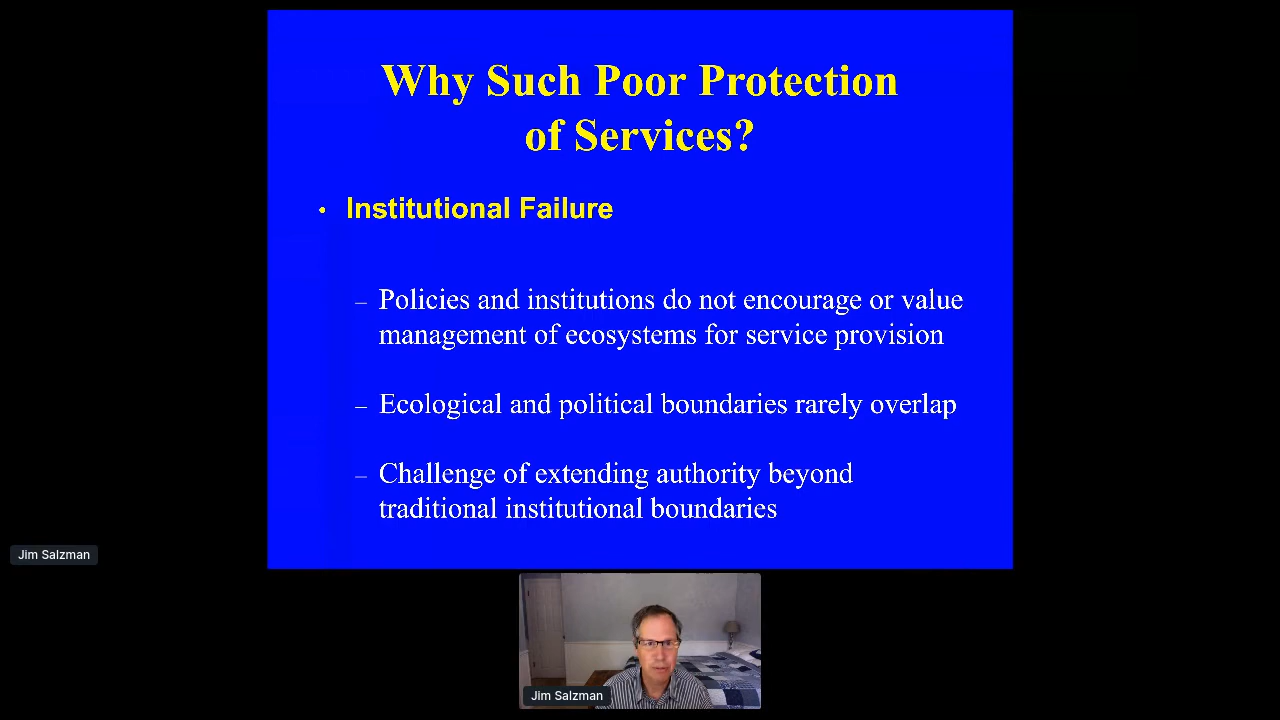 Why Such Poor Protection
of Services?
• Institutional Failure
– Policies and institutions do not encourage or value
management of ecosystems for service provision
– Ecological and political boundaries rarely overlap
– Challenge of extending authority beyond
traditional institutional boundaries
Jim Salzman
Jim Salzman